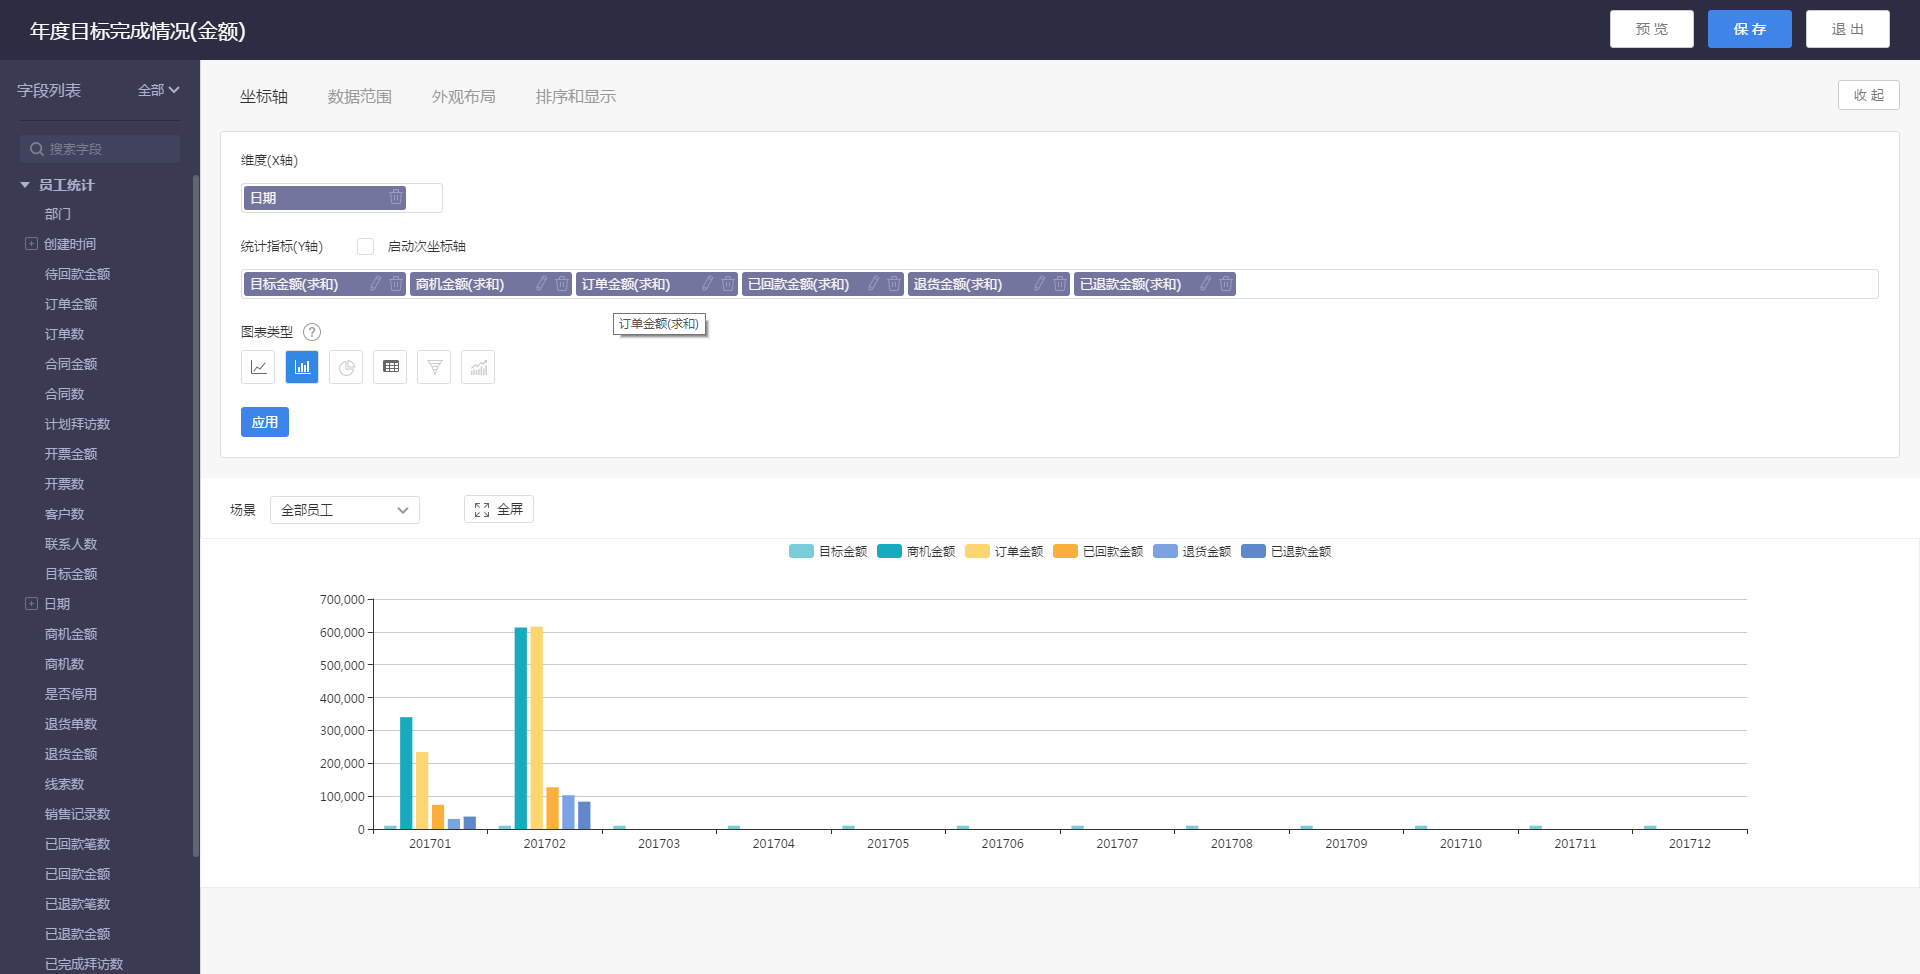 年度目标完成情况(金额)
预 览
保 存
退 出
字段列表
全部
搜索字段
员工统计
部门
创建时间
待回款金额
订单金额
订单数
合同金额
合同数
计划拜访数
开票金额
开票数
客户数
联系人数
目标金额
日期
商机金额
商机数
是否停用
退货单数
退货金额
线索数
销售记录数
已回款笔数
已回款金额
已退款笔数
已退款金额
已完成拜访数
坐标轴
数据范围
外观布局
排序和显示
收 起
维度(X轴)
日期
统计指标(Y轴)
启动次坐标轴
目标金额(求和)
商机金额(求和)
订单金额(求和)
已回款金额(求和)
退货金额(求和)
已退款金额(求和)
订单金额(求和)
图表类型 ?
应用
场景
全部员工
全屏
目标金额
商机金额
订单金额
已回款金额
退货金额
已退款金额
700,000
600,000
500,000
400,000
300,000
200,000
100,000
0
201701
201702
201703
201704
201705
201706
201707
201708
201709
201710
201711
201712